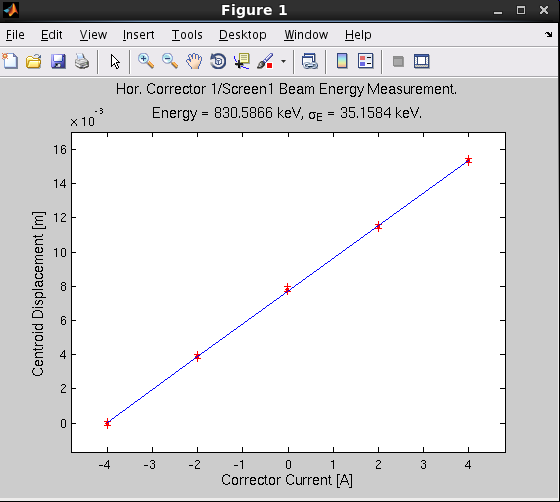 Figure 1
File Edit View Insert Tools Desktop Window Help
Hor. Corrector 1/Screen1 Beam Energy Measurement.
Energy = 830.5866 keV, σE = 35.1584 keV.
x 10⁻³
16
14
12
10
8
6
4
2
0
Centroid Displacement [m]
-4 -3 -2 -1 0 1 2 3 4
Corrector Current [A]